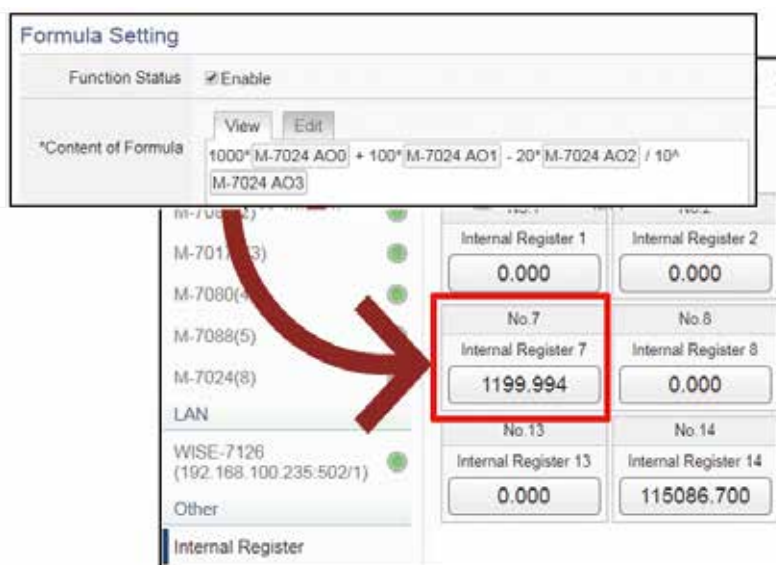 Formula Setting
Function Status Enable
View Edit
*Content of Formula
1000* M-7024 AO0 + 100* M-7024 AO1 - 20* M-7024 AO2 / 10^
M-7024 AO3
Internal Register 1 Internal Register 2
0.000 0.000
M-7080(4)
No.7 No.8
M-7088(5)
Internal Register 7 Internal Register 8
M-7024(8)
1199.994 0.000
LAN
No.13 No.14
WISE-7126
(192.168.100.235:502/1)
Internal Register 13 Internal Register 14
0.000 115086.700
Other
Internal Register